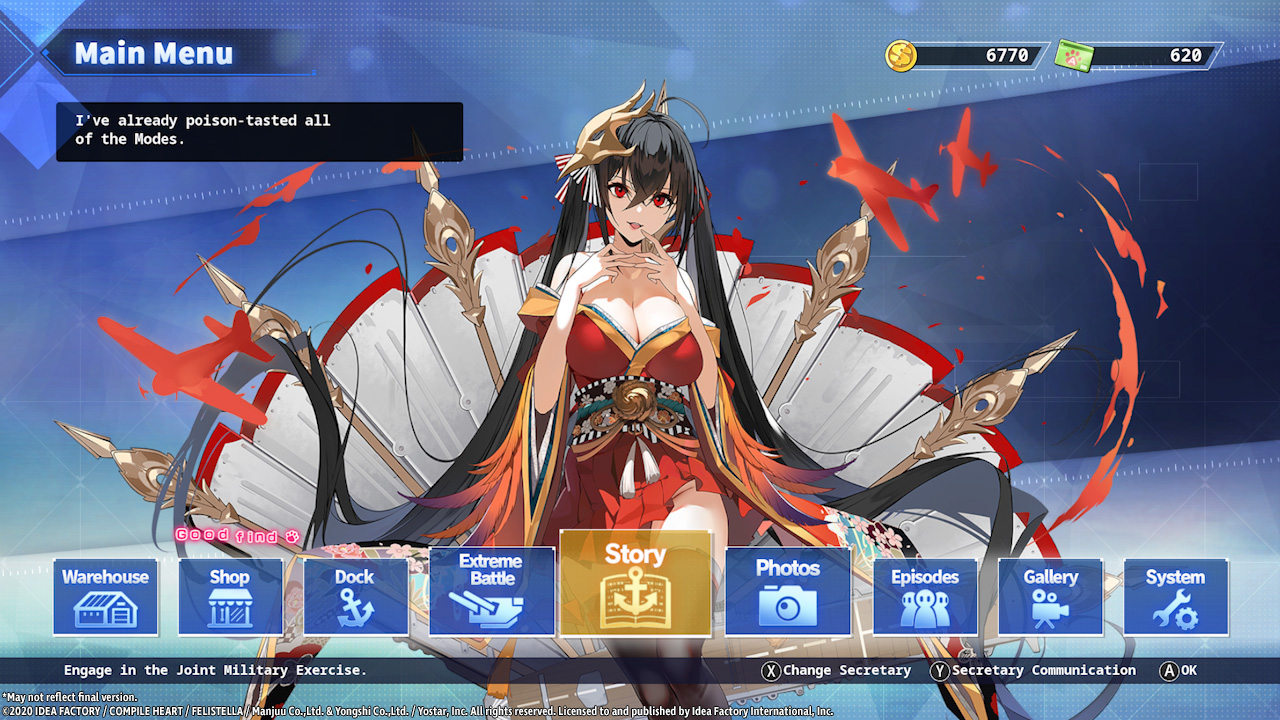 Main Menu
6770
620
I've already poison-tasted all
of the Modes.
Good find
Warehouse
Shop
Dock
Extreme
Battle
Story
Photos
Episodes
Gallery
System
Engage in the Joint Military Exercise.
X Change Secretary
Y Secretary Communication
A OK
*May not reflect final version.
©2020 IDEA FACTORY / COMPILE HEART / FELISTELLA / Manjuu Co.,Ltd. & Yongshi Co.,Ltd. / Yostar, Inc. All rights reserved. Licensed to and published by Idea Factory International, Inc.